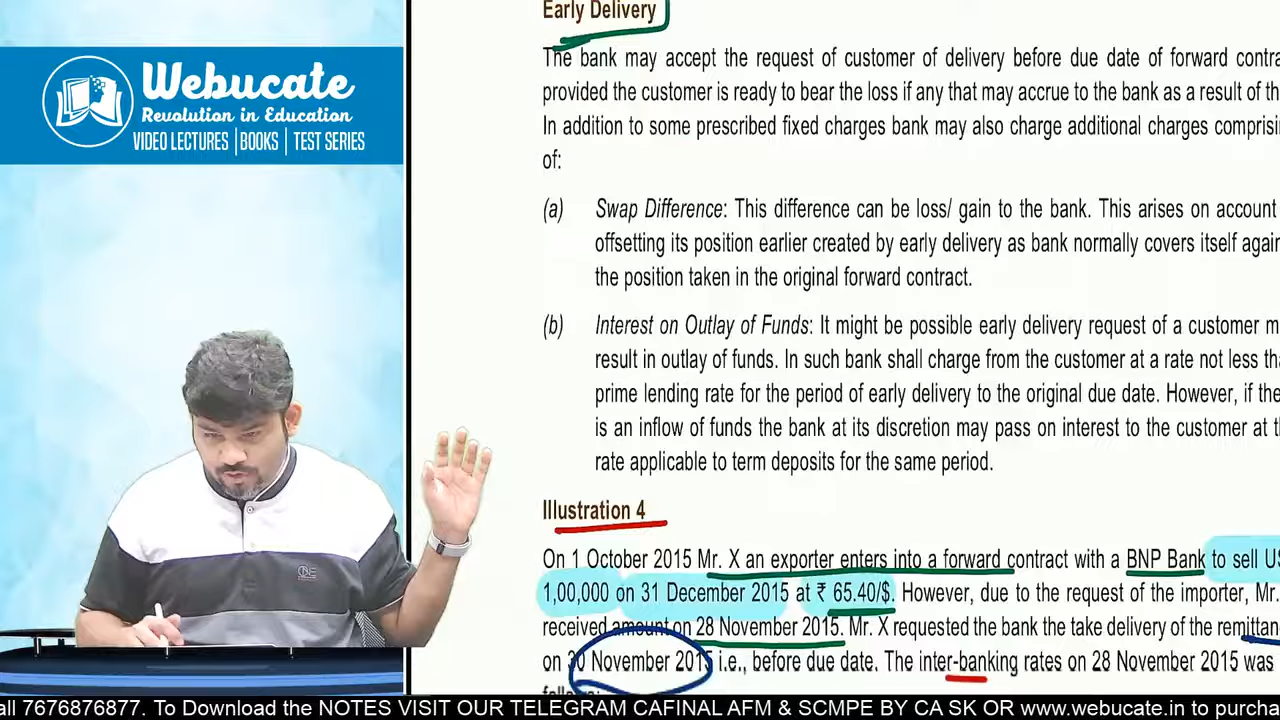 Webucate
Revolution in Education
VIDEO LECTURES | BOOKS | TEST SERIES
Early Delivery
The bank may accept the request of customer of delivery before due date of forward contra
provided the customer is ready to bear the loss if any that may accrue to the bank as a result of th
In addition to some prescribed fixed charges bank may also charge additional charges comprisi
of:
(a) Swap Difference: This difference can be loss/ gain to the bank. This arises on account
offsetting its position earlier created by early delivery as bank normally covers itself again
the position taken in the original forward contract.
(b) Interest on Outlay of Funds: It might be possible early delivery request of a customer m
result in outlay of funds. In such bank shall charge from the customer at a rate not less tha
prime lending rate for the period of early delivery to the original due date. However, if the
is an inflow of funds the bank at its discretion may pass on interest to the customer at th
rate applicable to term deposits for the same period.
Illustration 4
On 1 October 2015 Mr. X an exporter enters into a forward contract with a BNP Bank to sell US
1,00,000 on 31 December 2015 at ₹ 65.40/$. However, due to the request of the importer, Mr.
received amount on 28 November 2015. Mr. X requested the bank the take delivery of the remittan
on 30 November 2015 i.e., before due date. The inter-banking rates on 28 November 2015 was
all 7676876877. To Download the NOTES VISIT OUR TELEGRAM CAFINAL AFM & SCMPE BY CA SK OR www.webucate.in to purcha